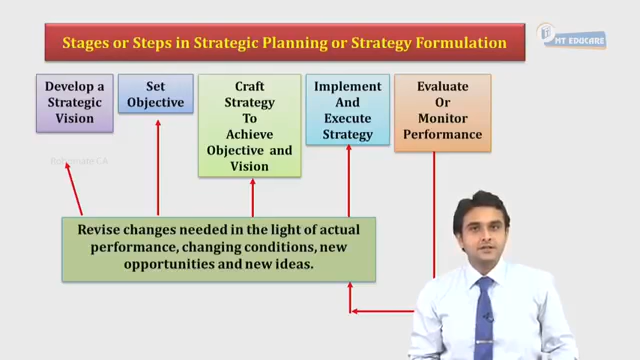 Stages or Steps in Strategic Planning or Strategy Formulation
MT EDUCARE
Develop a
Strategic
Vision
Set
Objective
Craft
Strategy
To
Achieve
Objective and
Vision
Implement
And
Execute
Strategy
Evaluate
Or
Monitor
Performance
Revise changes needed in the light of actual
performance, changing conditions, new
opportunities and new ideas.